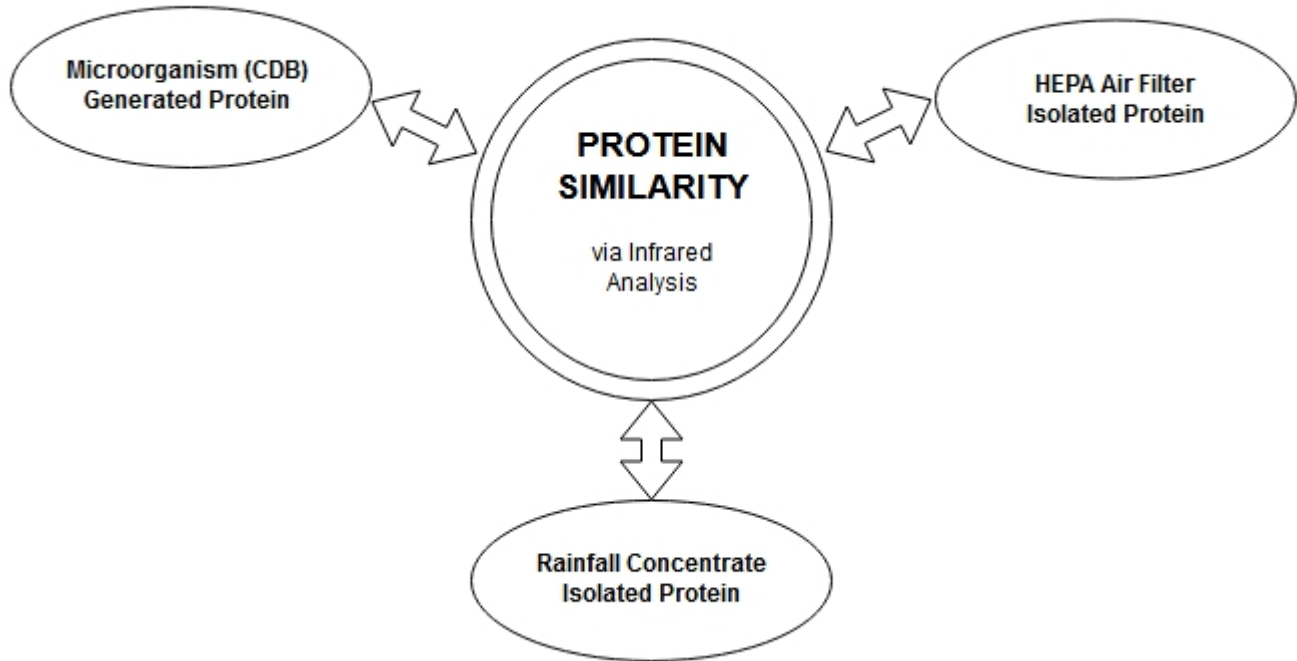 Microorganism (CDB)
Generated Protein
PROTEIN
SIMILARITY
via Infrared
Analysis
HEPA Air Filter
Isolated Protein
Rainfall Concentrate
Isolated Protein